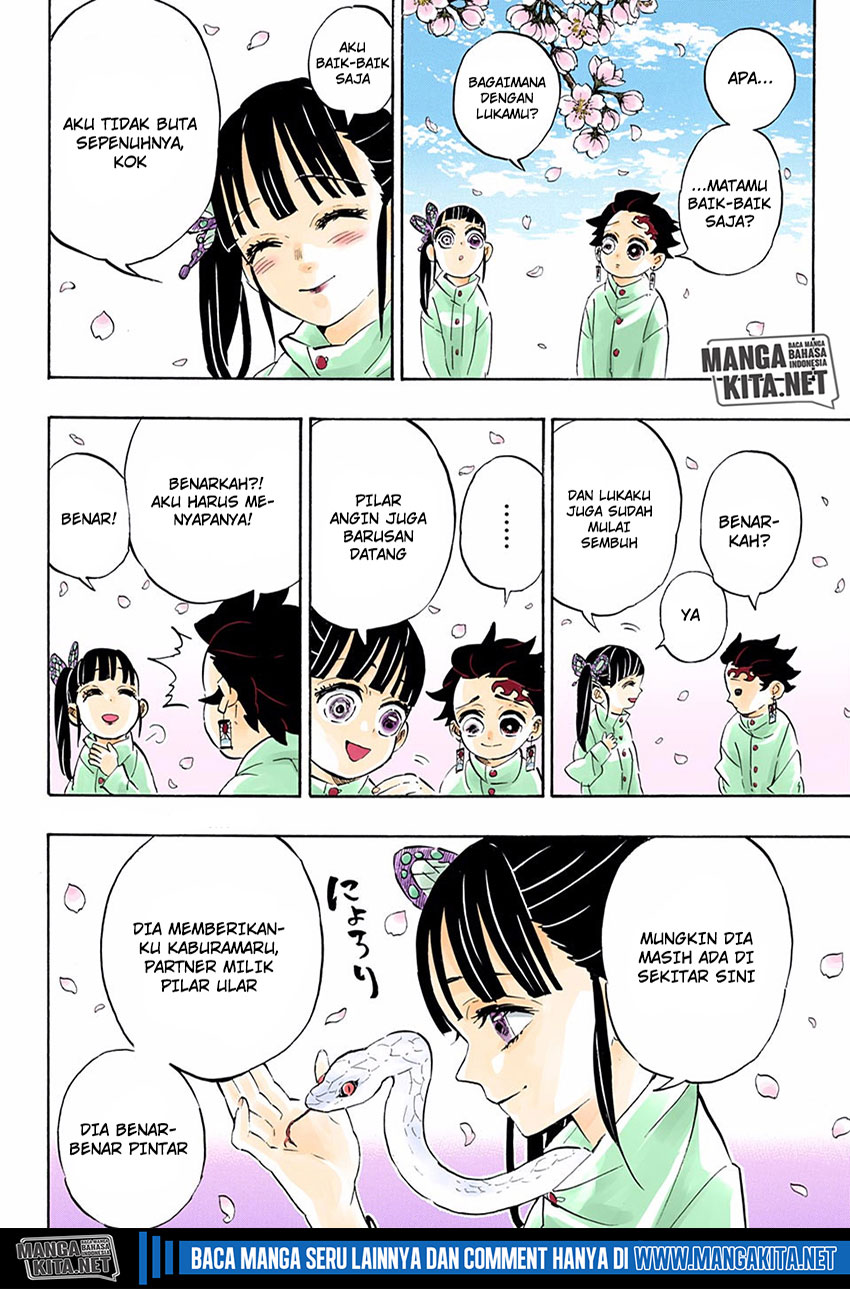 APA...
...MATAMU
BAIK-BAIK
SAJA?
BAGAIMANA
DENGAN
LUKAMU?
AKU
BAIK-BAIK
SAJA
AKU TIDAK BUTA
SEPENUHNYA,
KOK
MANGA
BACA MANGA
BAHASA
INDONESIA
KITA.NET
BENAR-
KAH?
YA
DAN LUKAKU
JUGA SUDAH
MULAI
SEMBUH
......
PILAR
ANGIN JUGA
BARUSAN
DATANG
BENARKAH?!
AKU HARUS ME-
NYAPANYA!
BENAR!
MUNGKIN DIA
MASIH ADA DI
SEKITAR SINI
にょろり
DIA MEMBERIKAN-
KU KABURAMARU,
PARTNER MILIK
PILAR ULAR
DIA BENAR-
BENAR PINTAR
MANGA
BACA MANGA
BAHASA
INDONESIA
KITA.NET
BACA MANGA SERU LAINNYA DAN COMMENT HANYA DI WWW.MANGAKITA.NET